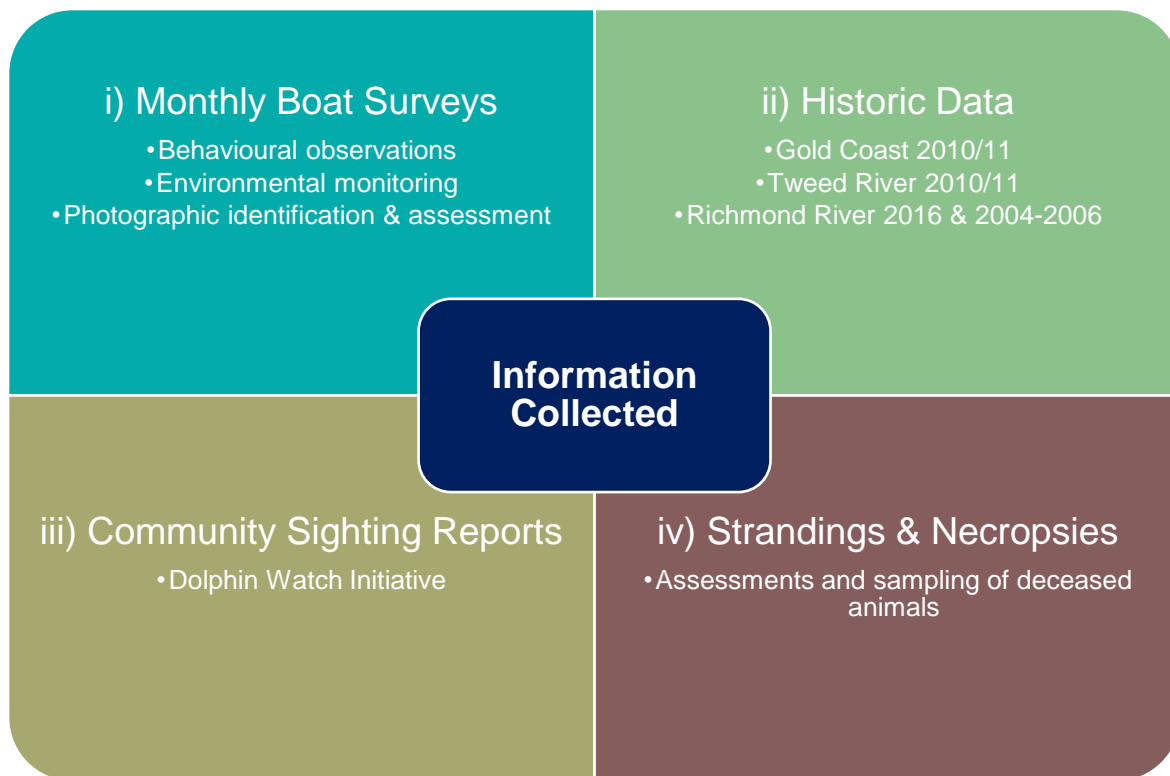 i) Monthly Boat Surveys
•Behavioural observations
•Environmental monitoring
•Photographic identification & assessment
ii) Historic Data
•Gold Coast 2010/11
•Tweed River 2010/11
•Richmond River 2016 & 2004-2006
Information
Collected
iii) Community Sighting Reports
•Dolphin Watch Initiative
iv) Strandings & Necropsies
•Assessments and sampling of deceased
animals